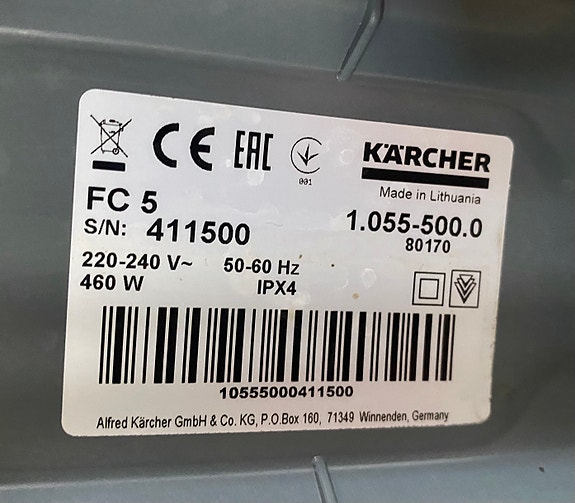 CE EAC
001
KÄRCHER
Made in Lithuania
FC 5
1.055-500.0
S/N: 411500
80170
220-240 V~ 50-60 Hz
460 W IPX4
10555000411500
Alfred Kärcher GmbH & Co. KG, P.O.Box 160, 71349 Winnenden, Germany